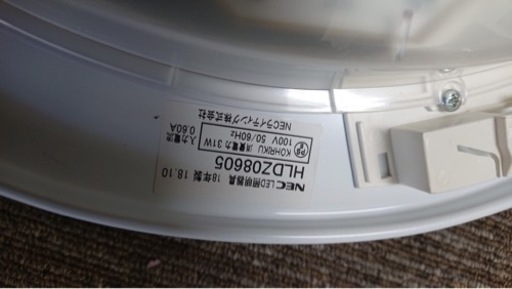 NEC LED照明器具 18年製 18.10
HLDZ08605
KOHRIKU 消費電力 31W
100V 50/60Hz
入力電流 0.60A
NECライティング株式会社